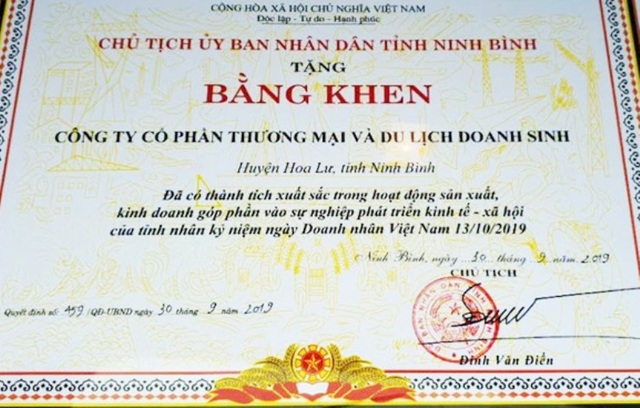 CỘNG HÒA XÃ HỘI CHỦ NGHĨA VIỆT NAM
Độc lập - Tự do - Hạnh phúc
CHỦ TỊCH ỦY BAN NHÂN DÂN TỈNH NINH BÌNH
TẶNG
BẰNG KHEN
CÔNG TY CỔ PHẦN THƯƠNG MẠI VÀ DU LỊCH DOANH SINH
Huyện Hoa Lư, tỉnh Ninh Bình
Đã có thành tích xuất sắc trong hoạt động sản xuất,
kinh doanh góp phần vào sự nghiệp phát triển kinh tế - xã hội
của tỉnh nhân kỷ niệm ngày Doanh nhân Việt Nam 13/10/2019
Ninh Bình, ngày 30 tháng 9 năm 2019
CHỦ TỊCH
Quyết định số: 459 /QĐ-UBND ngày 30 tháng 9 năm 2019
Đinh Văn Điến